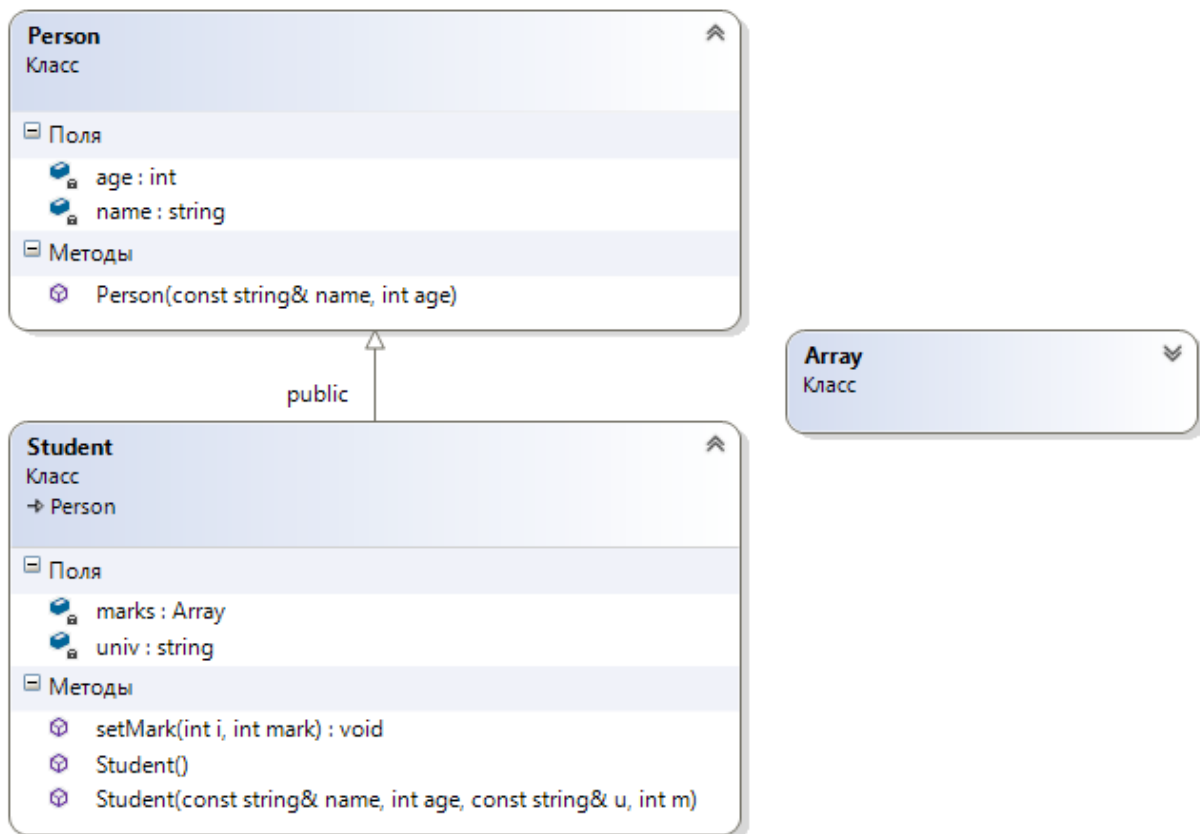 Person
Класс
Поля
age : int
name : string
Методы
Person(const string& name, int age)
public
Array
Класс
Student
Класс
Person
Поля
marks : Array
univ : string
Методы
setMark(int i, int mark) : void
Student()
Student(const string& name, int age, const string& u, int m)